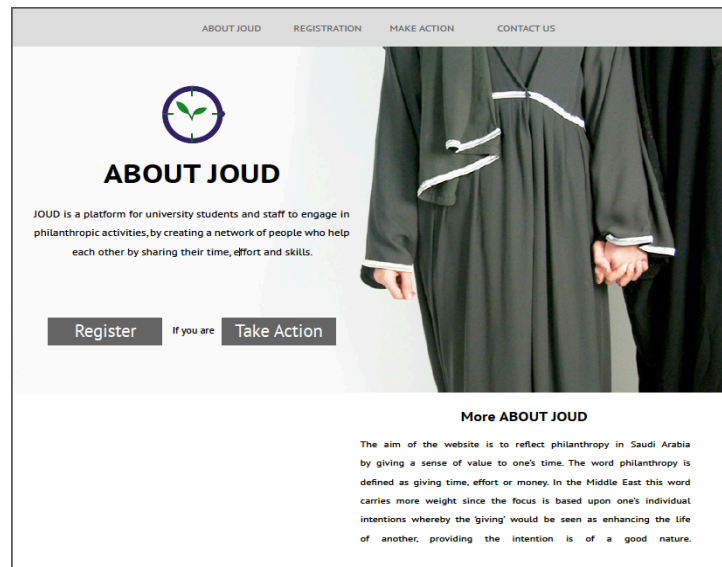 ABOUT JOUD REGISTRATION MAKE ACTION CONTACT US
ABOUT JOUD
JOUD is a platform for university students and staff to engage in
philanthropic activities, by creating a network of people who help
each other by sharing their time, effort and skills.
Register If you are Take Action
More ABOUT JOUD
The aim of the website is to reflect philanthropy in Saudi Arabia
by giving a sense of value to one's time. The word philanthropy is
defined as giving time, effort or money. In the Middle East this word
carries more weight since the focus is based upon one's individual
intentions whereby the 'giving' would be seen as enhancing the life
of another, providing the intention is of a good nature.